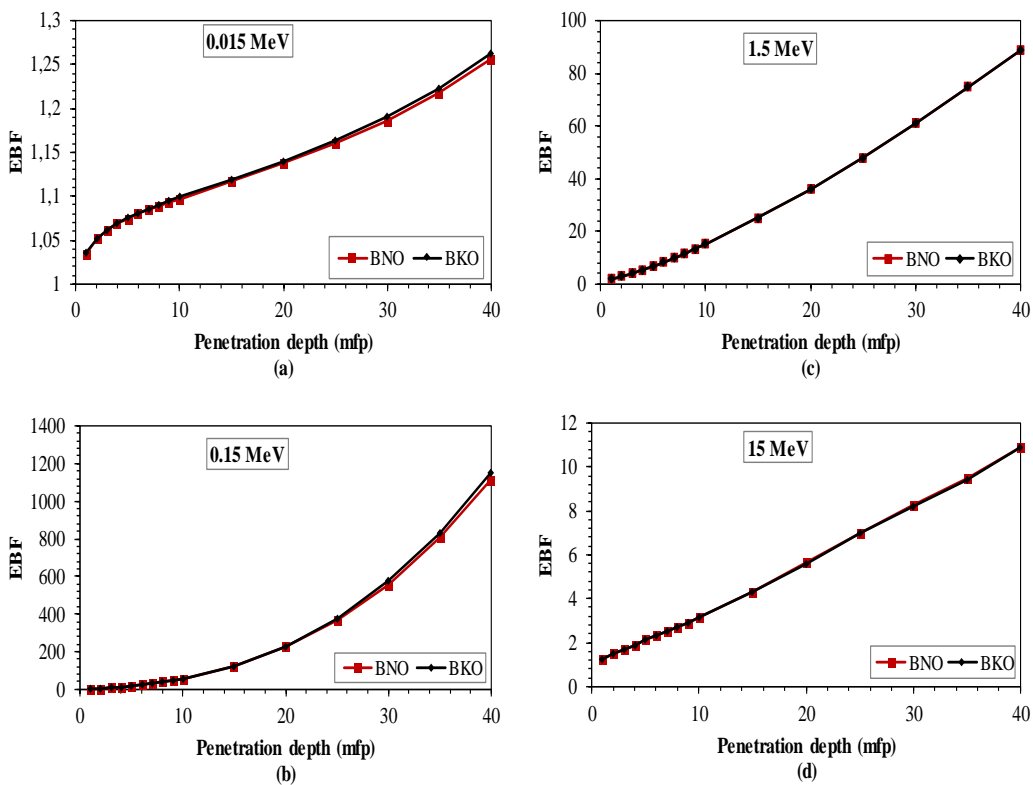 0.015 MeV
1,3
1,25
1,2
1,15
1,1
1,05
1
EBF
BNO
BKO
0
10
20
30
40
Penetration depth (mfp)
(a)
1.5 MeV
100
80
60
40
20
0
EBF
BNO
BKO
0
10
20
30
40
Penetration depth (mfp)
(c)
0.15 MeV
1400
1200
1000
800
600
400
200
0
EBF
BNO
BKO
0
10
20
30
40
Penetration depth (mfp)
(b)
15 MeV
12
10
8
6
4
2
0
EBF
BNO
BKO
0
10
20
30
40
Penetration depth (mfp)
(d)